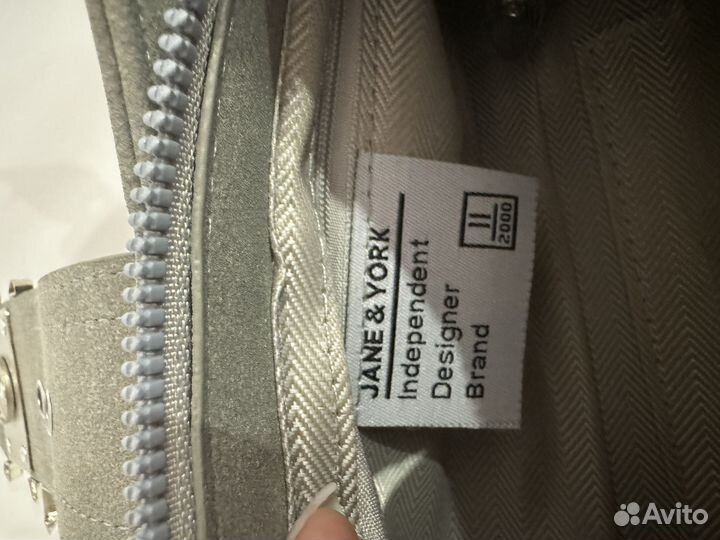 JANE & YORK
Independent
Designer
Brand
II
2000
Avito